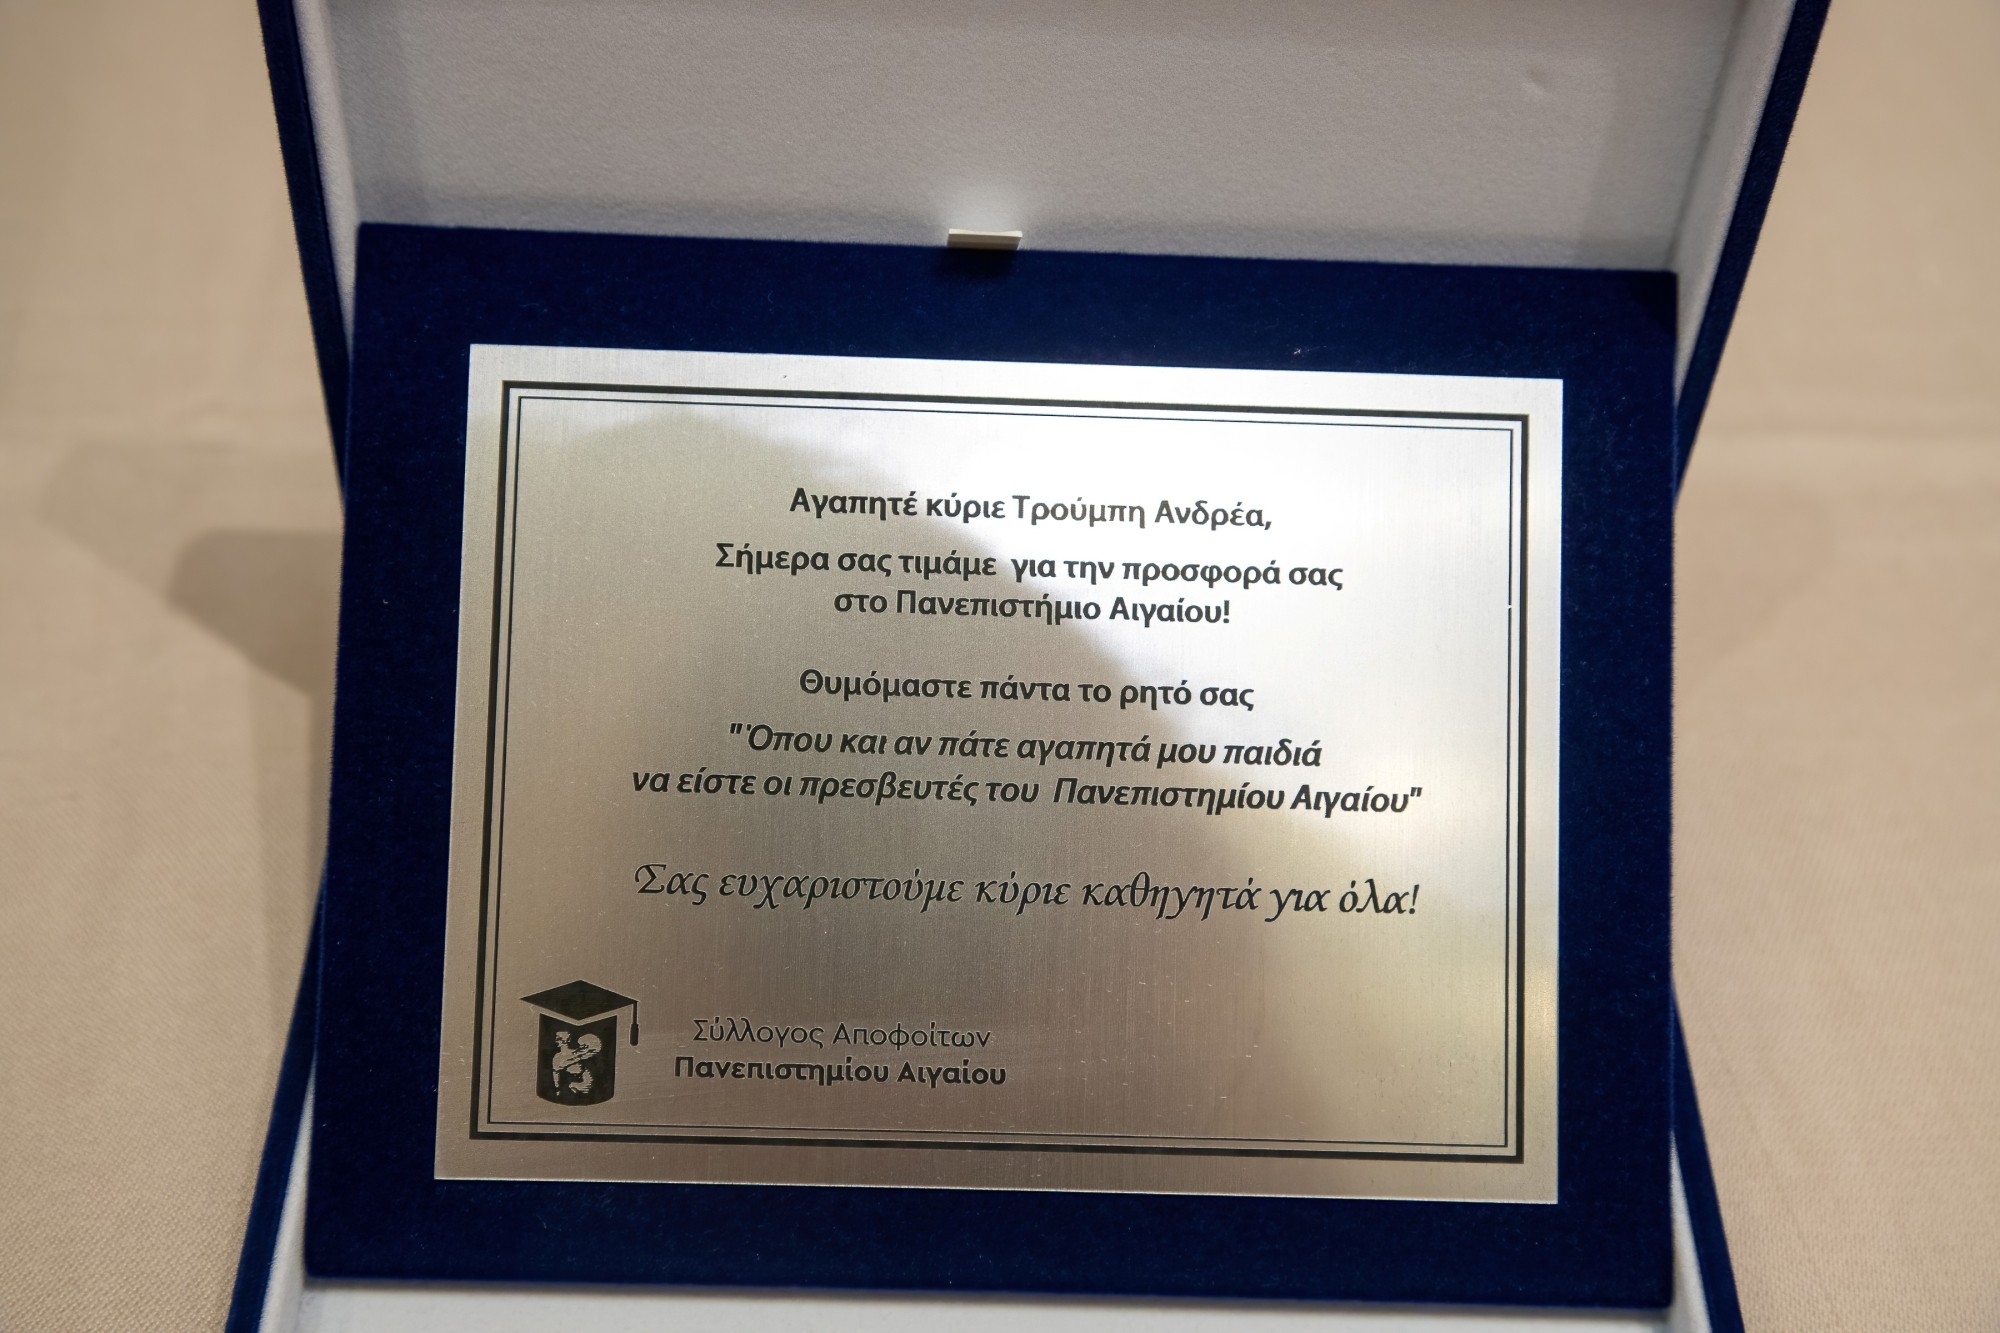 Αγαπητέ κύριε Τρούμπη Ανδρέα,
Σήμερα σας τιμάμε για την προσφορά σας
στο Πανεπιστήμιο Αιγαίου!
Θυμόμαστε πάντα το ρητό σας
"Όπου και αν πάτε αγαπητά μου παιδιά
να είστε οι πρεσβευτές του Πανεπιστημίου Αιγαίου"
Σας ευχαριστούμε κύριε καθηγητά για όλα!
Σύλλογος Αποφοίτων
Πανεπιστημίου Αιγαίου